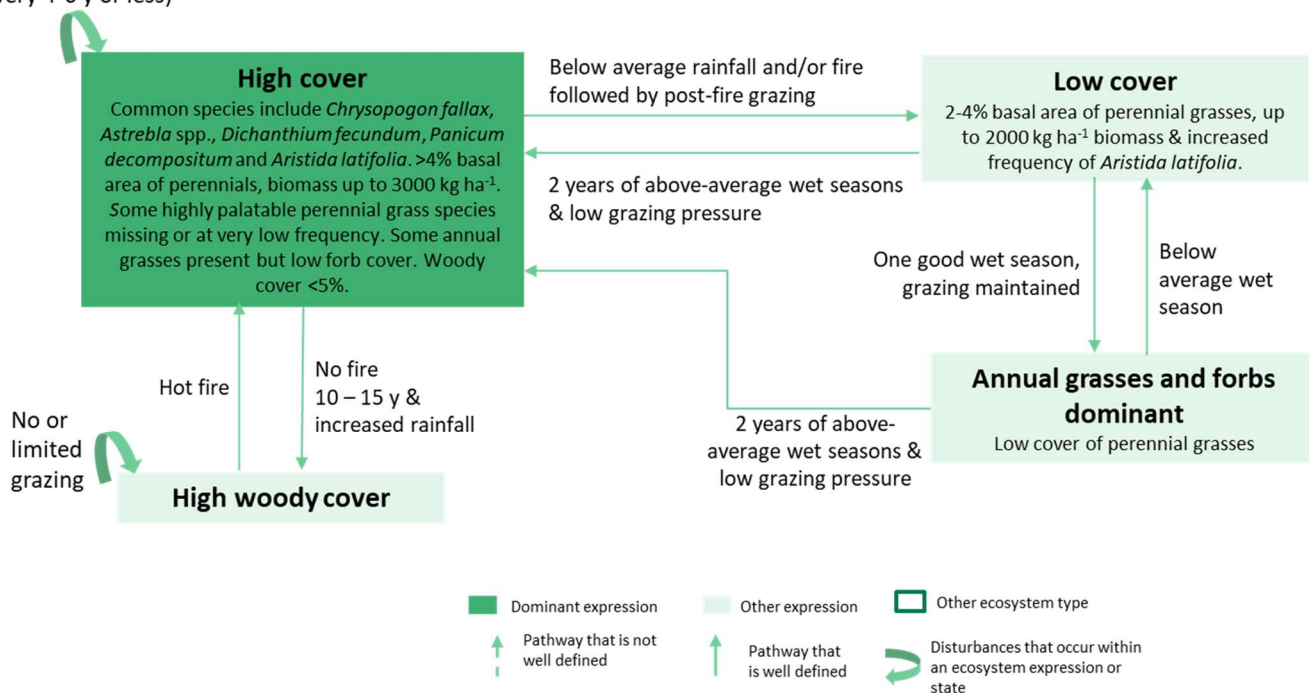 High cover
Common species include Chrysopogon fallax,
Astrebla spp., Dichanthium fecundum, Panicum
decompositum and Aristida latifolia. >4% basal
area of perennials, biomass up to 3000 kg ha⁻¹.
Some highly palatable perennial grass species
missing or at very low frequency. Some annual
grasses present but low forb cover. Woody
cover <5%.
Below average rainfall and/or fire
followed by post-fire grazing
2 years of above-average wet seasons
& low grazing pressure
Low cover
2-4% basal area of perennial grasses, up
to 2000 kg ha⁻¹ biomass & increased
frequency of Aristida latifolia.
One good wet season,
grazing maintained
Below
average wet
season
Annual grasses and forbs
dominant
Low cover of perennial grasses
2 years of above-
average wet seasons &
low grazing pressure
Hot fire
No fire
10 – 15 y &
increased rainfall
No or
limited
grazing
High woody cover
Dominant expression
Other expression
Other ecosystem type
Pathway that is not
well defined
Pathway that
is well defined
Disturbances that occur within
an ecosystem expression or
state